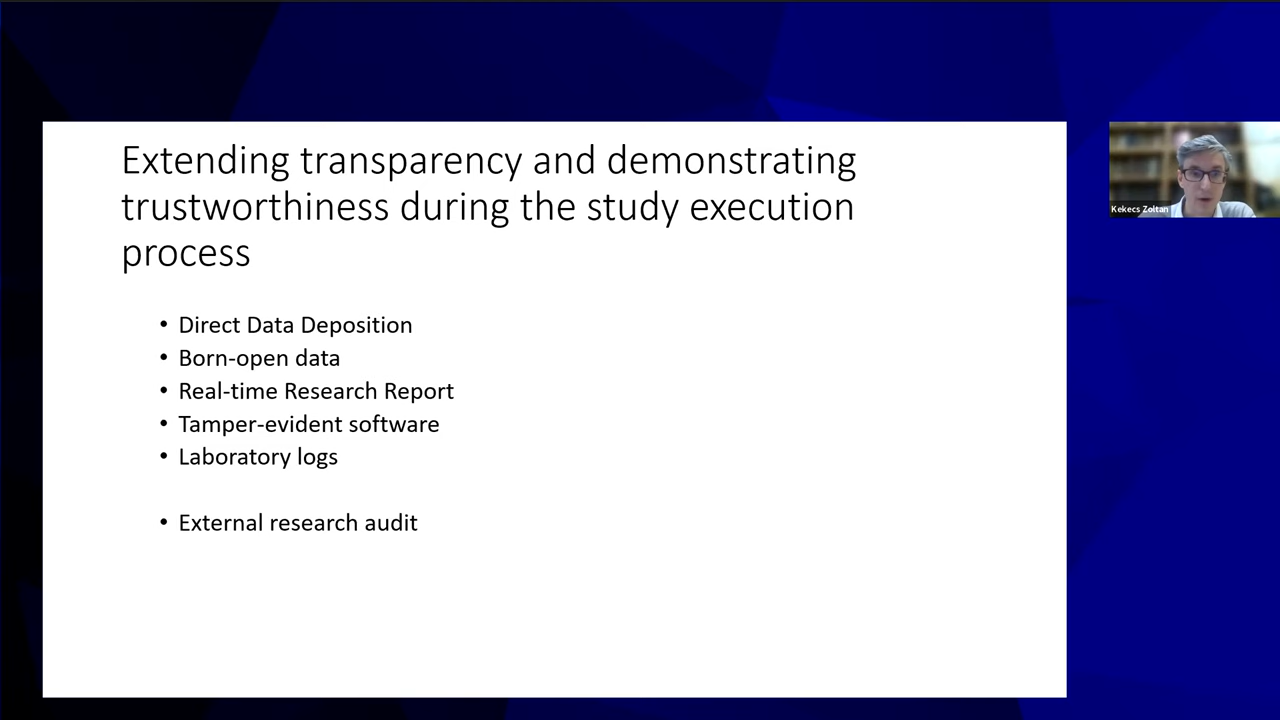 Extending transparency and demonstrating
trustworthiness during the study execution
process
• Direct Data Deposition
• Born-open data
• Real-time Research Report
• Tamper-evident software
• Laboratory logs
• External research audit
Kekecs Zoltan